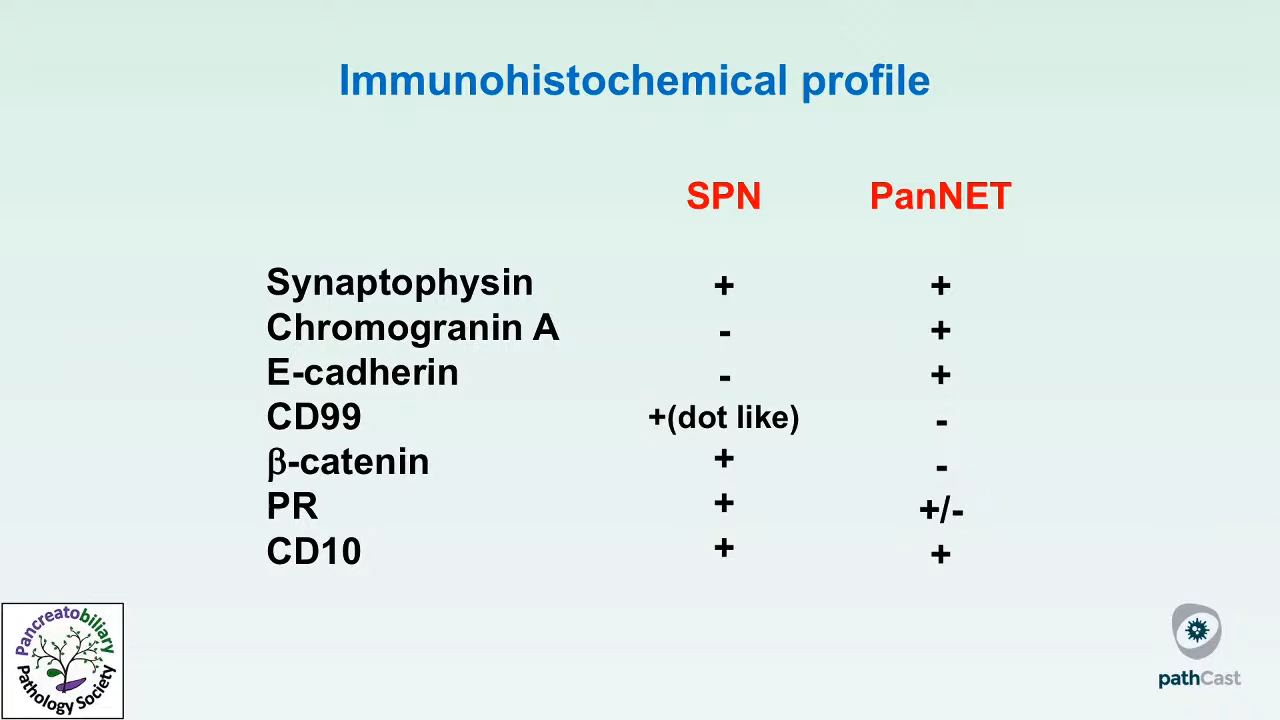 Immunohistochemical profile
SPN PanNET
Synaptophysin + +
Chromogranin A - +
E-cadherin - +
CD99 +(dot like) -
β-catenin + -
PR + +/-
CD10 + +
Pancreatobiliary
Pathology Society
pathCast